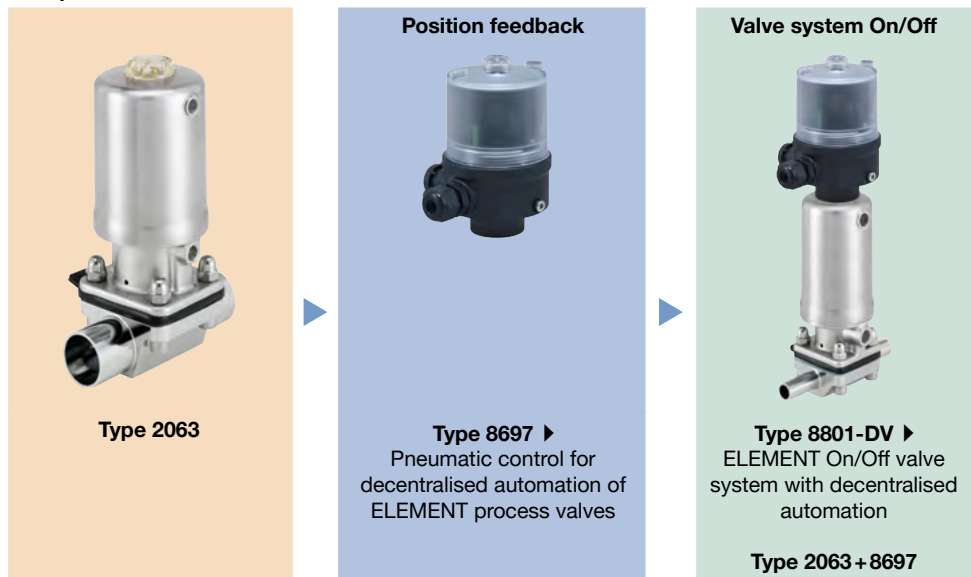 Type 2063
Position feedback
Type 8697 ▶
Pneumatic control for
decentralised automation of
ELEMENT process valves
Valve system On/Off
Type 8801-DV ▶
ELEMENT On/Off valve
system with decentralised
automation
Type 2063+8697